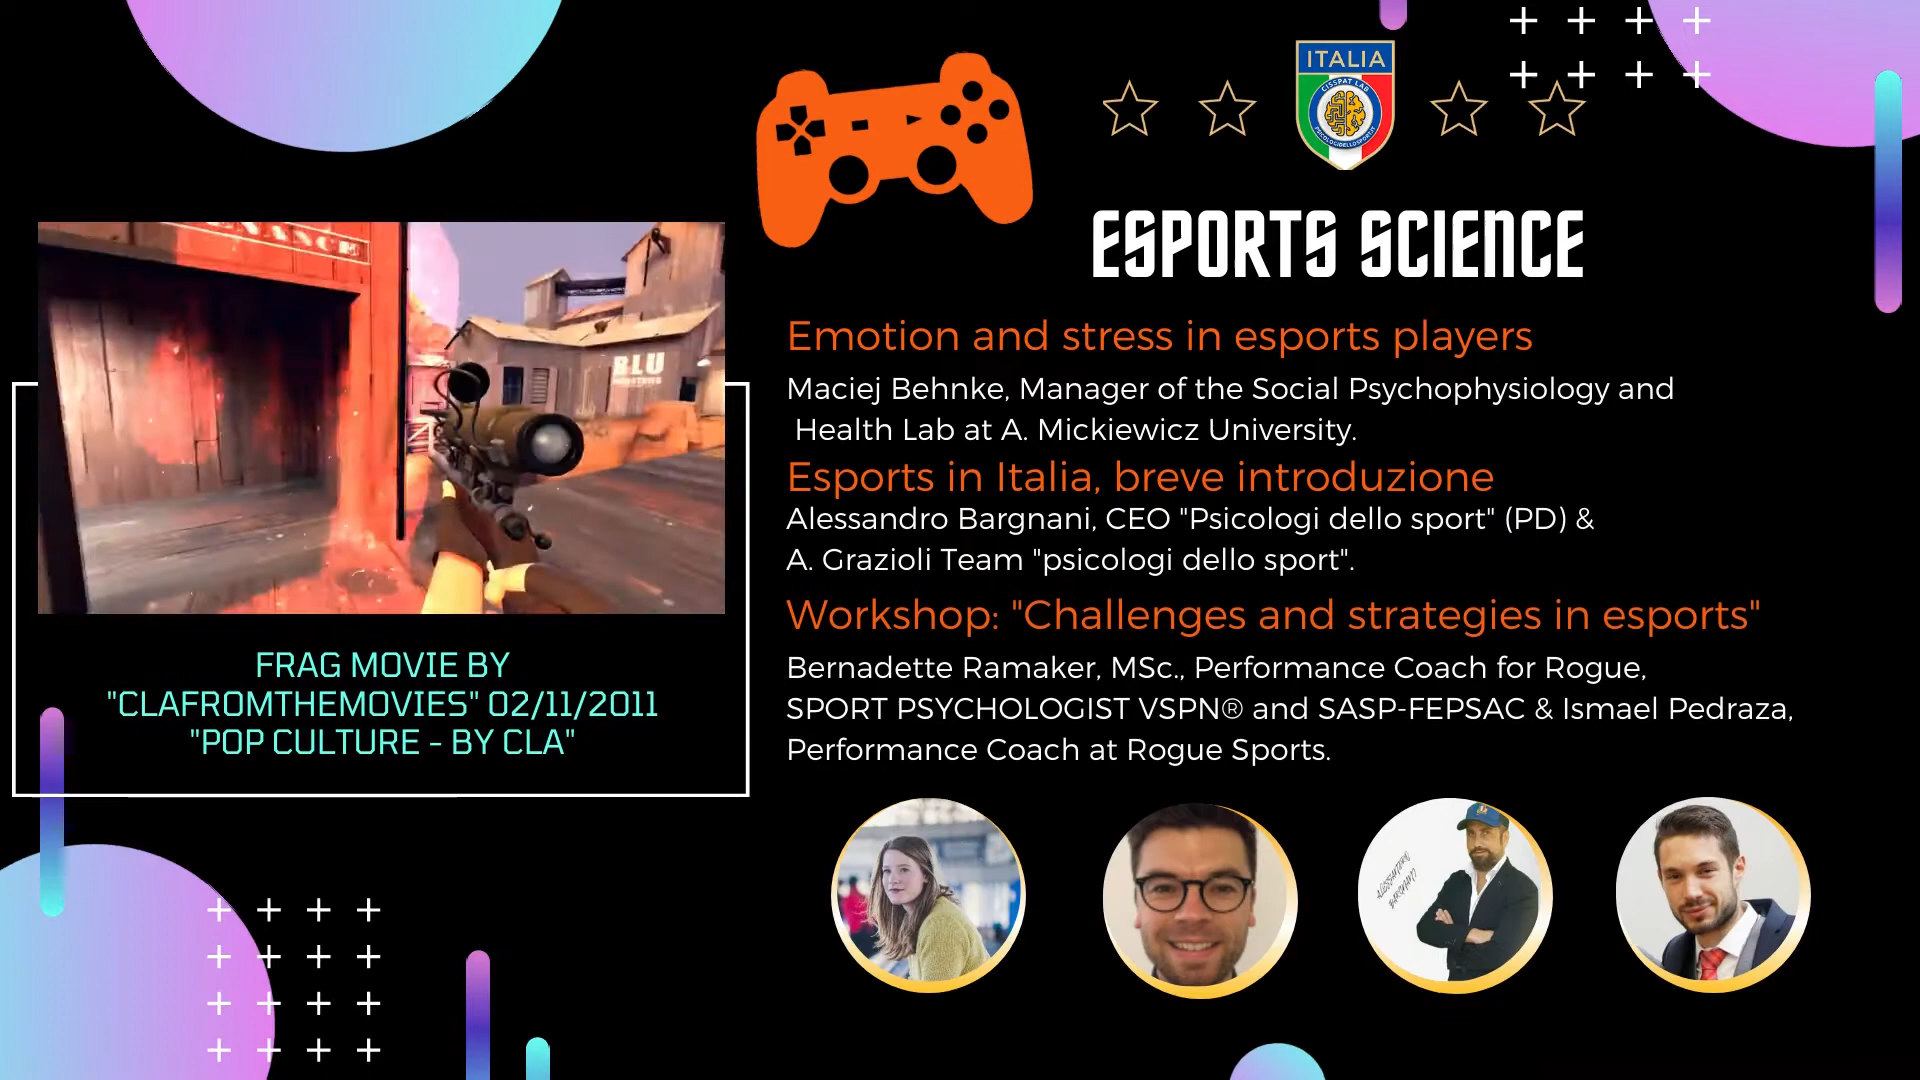 ITALIA
CISSPAT LAB
PSICOLOGIDELLOSPORT.IT
ESPORTS SCIENCE
Emotion and stress in esports players
Maciej Behnke, Manager of the Social Psychophysiology and
Health Lab at A. Mickiewicz University.
Esports in Italia, breve introduzione
Alessandro Bargnani, CEO "Psicologi dello sport" (PD) &
A. Grazioli Team "psicologi dello sport".
Workshop: "Challenges and strategies in esports"
Bernadette Ramaker, MSc., Performance Coach for Rogue,
SPORT PSYCHOLOGIST VSPN® and SASP-FEPSAC & Ismael Pedraza,
Performance Coach at Rogue Sports.
BLU
FRAG MOVIE BY
"CLAFROMTHEMOVIES" 02/11/2011
"POP CULTURE - BY CLA"